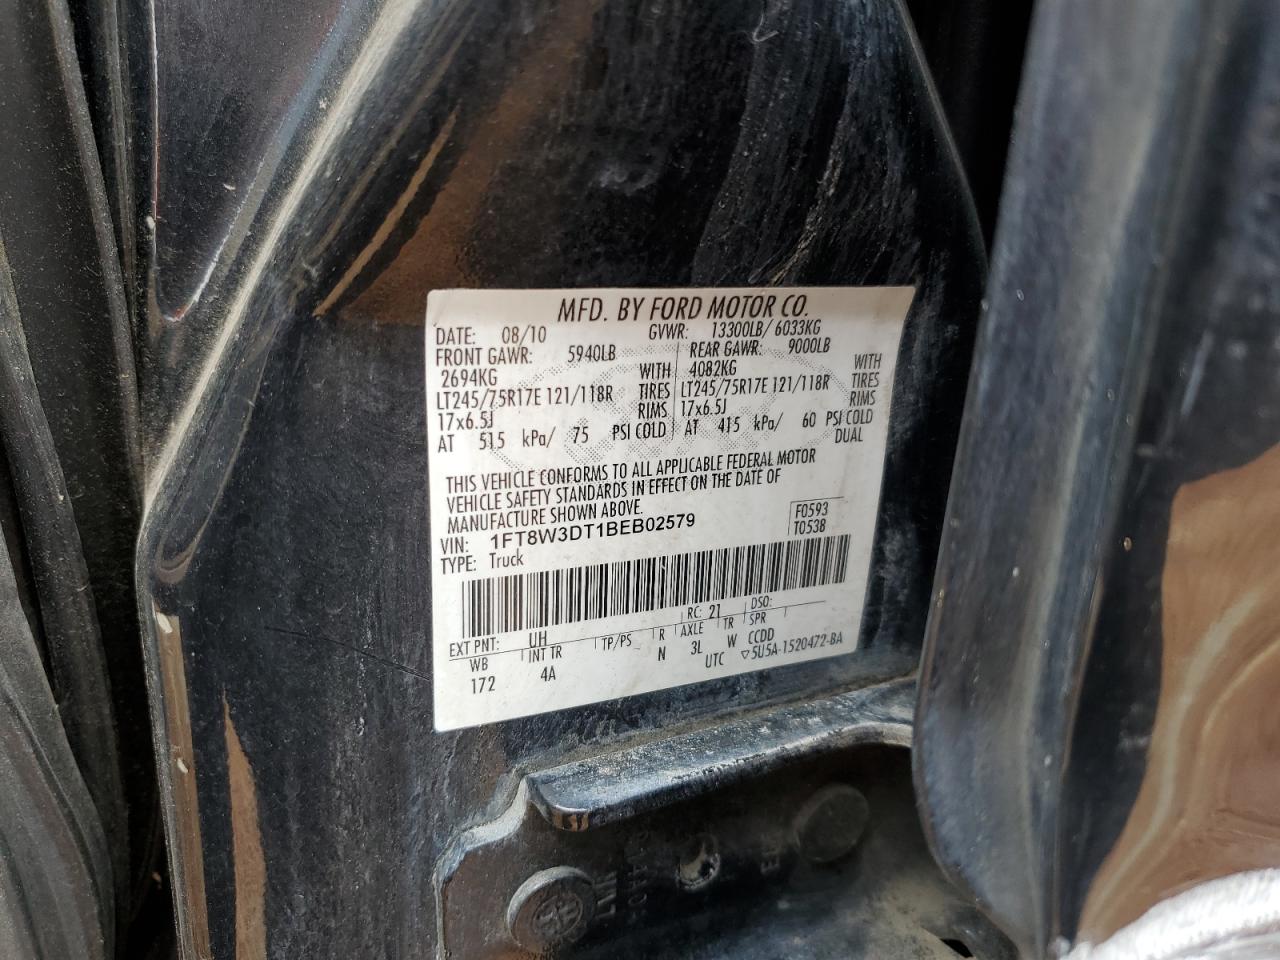 MFD. BY FORD MOTOR CO.
DATE: 08/10 GVWR: 13300LB/ 6033KG
FRONT GAWR: 5940LB REAR GAWR: 9000LB
2694KG WITH 4082KG WITH
LT245/75R17E 121/118R TIRES LT245/75R17E 121/118R TIRES
17x6.5J RIMS 17x6.5J RIMS
AT 515 kPa/ 75 PSI COLD AT 415 kPa/ 60 PSI COLD
DUAL
THIS VEHICLE CONFORMS TO ALL APPLICABLE FEDERAL MOTOR
VEHICLE SAFETY STANDARDS IN EFFECT ON THE DATE OF
MANUFACTURE SHOWN ABOVE.
VIN: 1FT8W3DT1BEB02579
F0593
T0538
TYPE: Truck
EXT PNT: UH RC: 21 DSO:
WB INT TR TP/PS R AXLE TR SPR
172 4A N 3L W CCDD
UTC ▽5U5A-1520472-BA